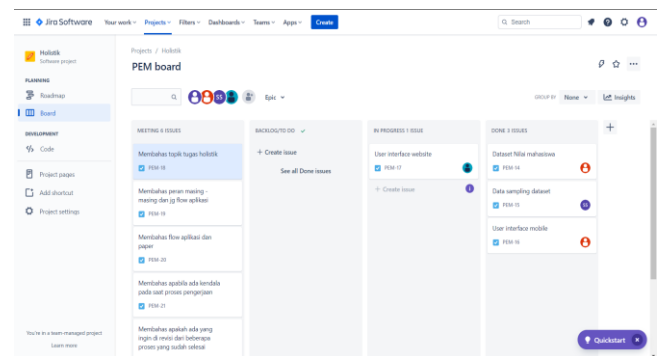 Jira Software Your work Projects Filters Dashboards Teams Apps Create Search
Holistik
Software project
PLANNING
Roadmap
Board
DEVELOPMENT
Code
Project pages
Add shortcut
Project settings
You're in a team-managed project
Learn more
Projects / Holistik
PEM board
SS Epic
GROUP BY None Insights
MEETING 6 ISSUES
Membahas topik tugas holistik
PEM-18
Membahas peran masing -
masing dan jg flow aplikasi
PEM-19
Membahas flow aplikasi dan
paper
PEM-20
Membahas apabila ada kendala
pada saat proses pengerjaan
PEM-21
Membahas apakah ada yang
ingin di revisi dari beberapa
proses yang sudah selesai
BACKLOG/TO DO
+ Create issue
See all Done issues
IN PROGRESS 1 ISSUE
User interface website
PEM-17
+ Create issue
DONE 3 ISSUES
Dataset Nilai mahasiswa
PEM-14
Data sampling dataset
PEM-15
SS
User interface mobile
PEM-16
Quickstart